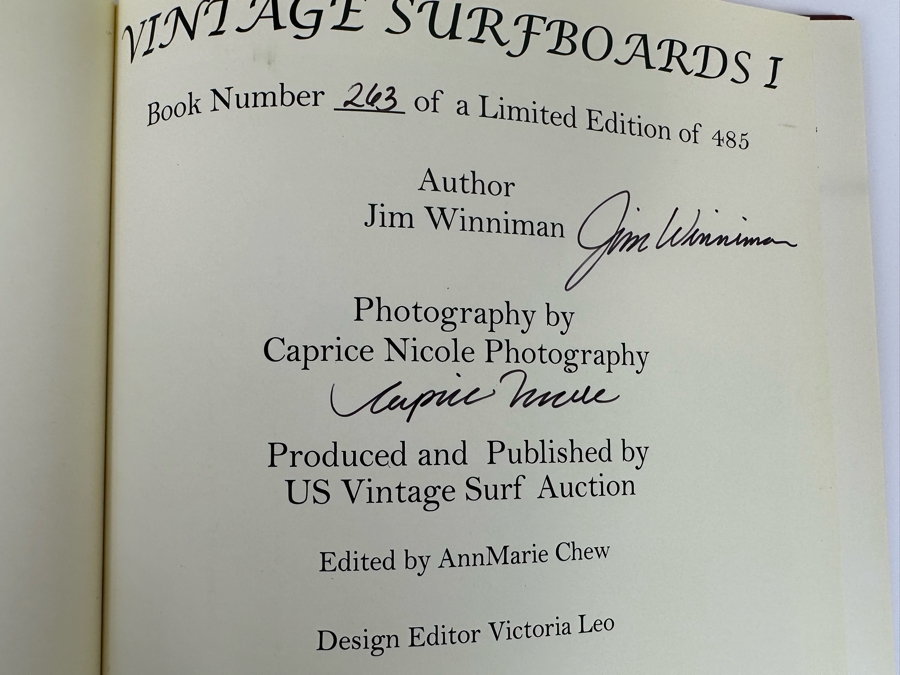 VINTAGE SURFBOARDS I
Book Number 263 of a Limited Edition of 485
Author
Jim Winniman Jim Winniman
Photography by
Caprice Nicole Photography
Caprice Nicole
Produced and Published by
US Vintage Surf Auction
Edited by AnnMarie Chew
Design Editor Victoria Leo